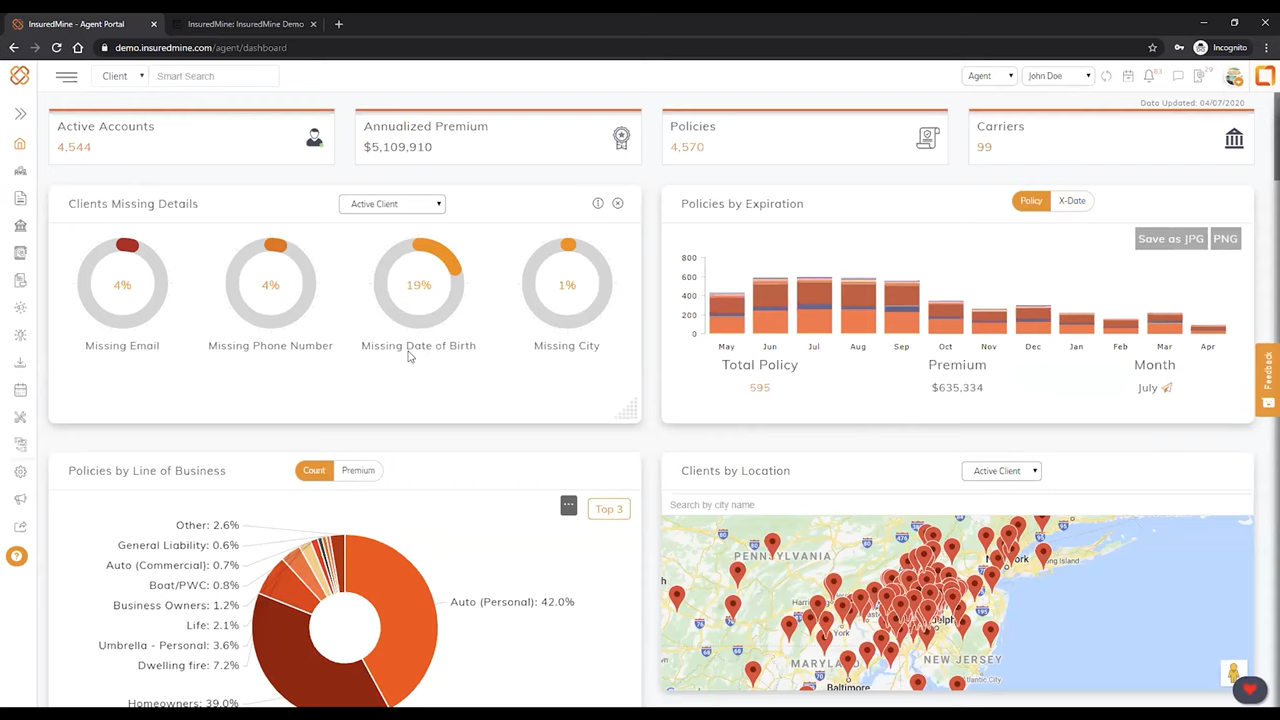 InsuredMine - Agent Portal
InsuredMine: InsuredMine Demo
demo.insuredmine.com/agent/dashboard
Incognito
Client
Smart Search
Agent
John Doe
83
29
Data Updated: 04/07/2020
Active Accounts
4,544
Annualized Premium
$5,109,910
Policies
4,570
Carriers
99
Clients Missing Details
Active Client
4%
Missing Email
4%
Missing Phone Number
19%
Missing Date of Birth
1%
Missing City
Policies by Expiration
Policy
X-Date
Save as JPG
PNG
800
600
400
200
0
May
Jun
Jul
Aug
Sep
Oct
Nov
Dec
Jan
Feb
Mar
Apr
Total Policy
595
Premium
$635,334
Month
July
Feedback
Policies by Line of Business
Count
Premium
Top 3
Other: 2.6%
General Liability: 0.6%
Auto (Commercial): 0.7%
Boat/PWC: 0.8%
Business Owners: 1.2%
Life: 2.1%
Umbrella - Personal: 3.6%
Dwelling fire: 7.2%
Homeowners: 39.0%
Auto (Personal): 42.0%
Clients by Location
Active Client
Search by city name
PENNSYLVANIA
Long Island
York
MARYLAND
NEW JERSEY
Atlantic City
Baltimore